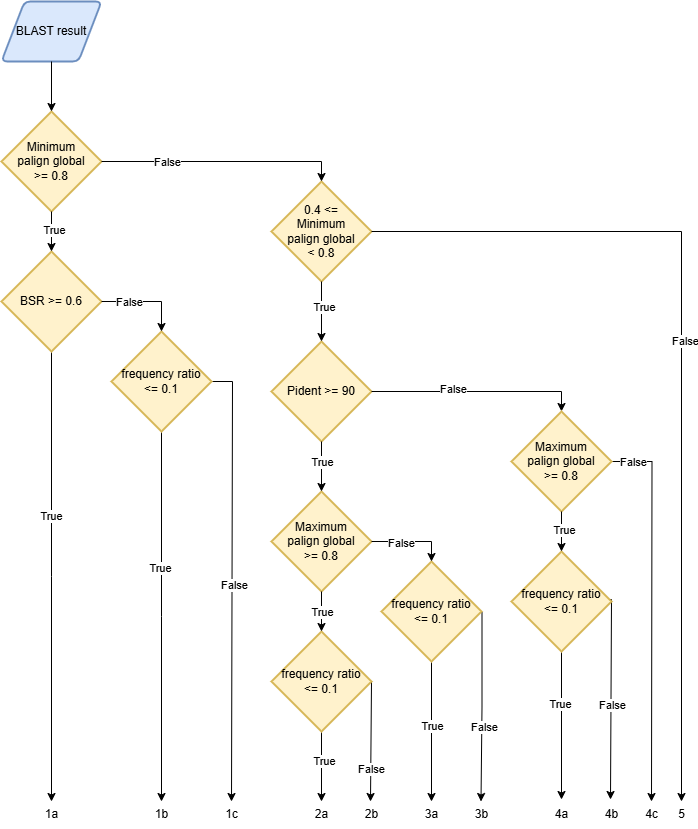 BLAST result
Minimum
palign global
>= 0.8
False
True
0.4 <=
Minimum
palign global
< 0.8
BSR >= 0.6
False
True
False
frequency ratio
<= 0.1
Pident >= 90
False
True
Maximum
palign global
>= 0.8
False
Maximum
palign global
>= 0.8
False
True
True
True
False
True
frequency ratio
<= 0.1
frequency ratio
<= 0.1
frequency ratio
<= 0.1
True
False
True
False
True
False
1a
1b
1c
2a
2b
3a
3b
4a
4b
4c
5